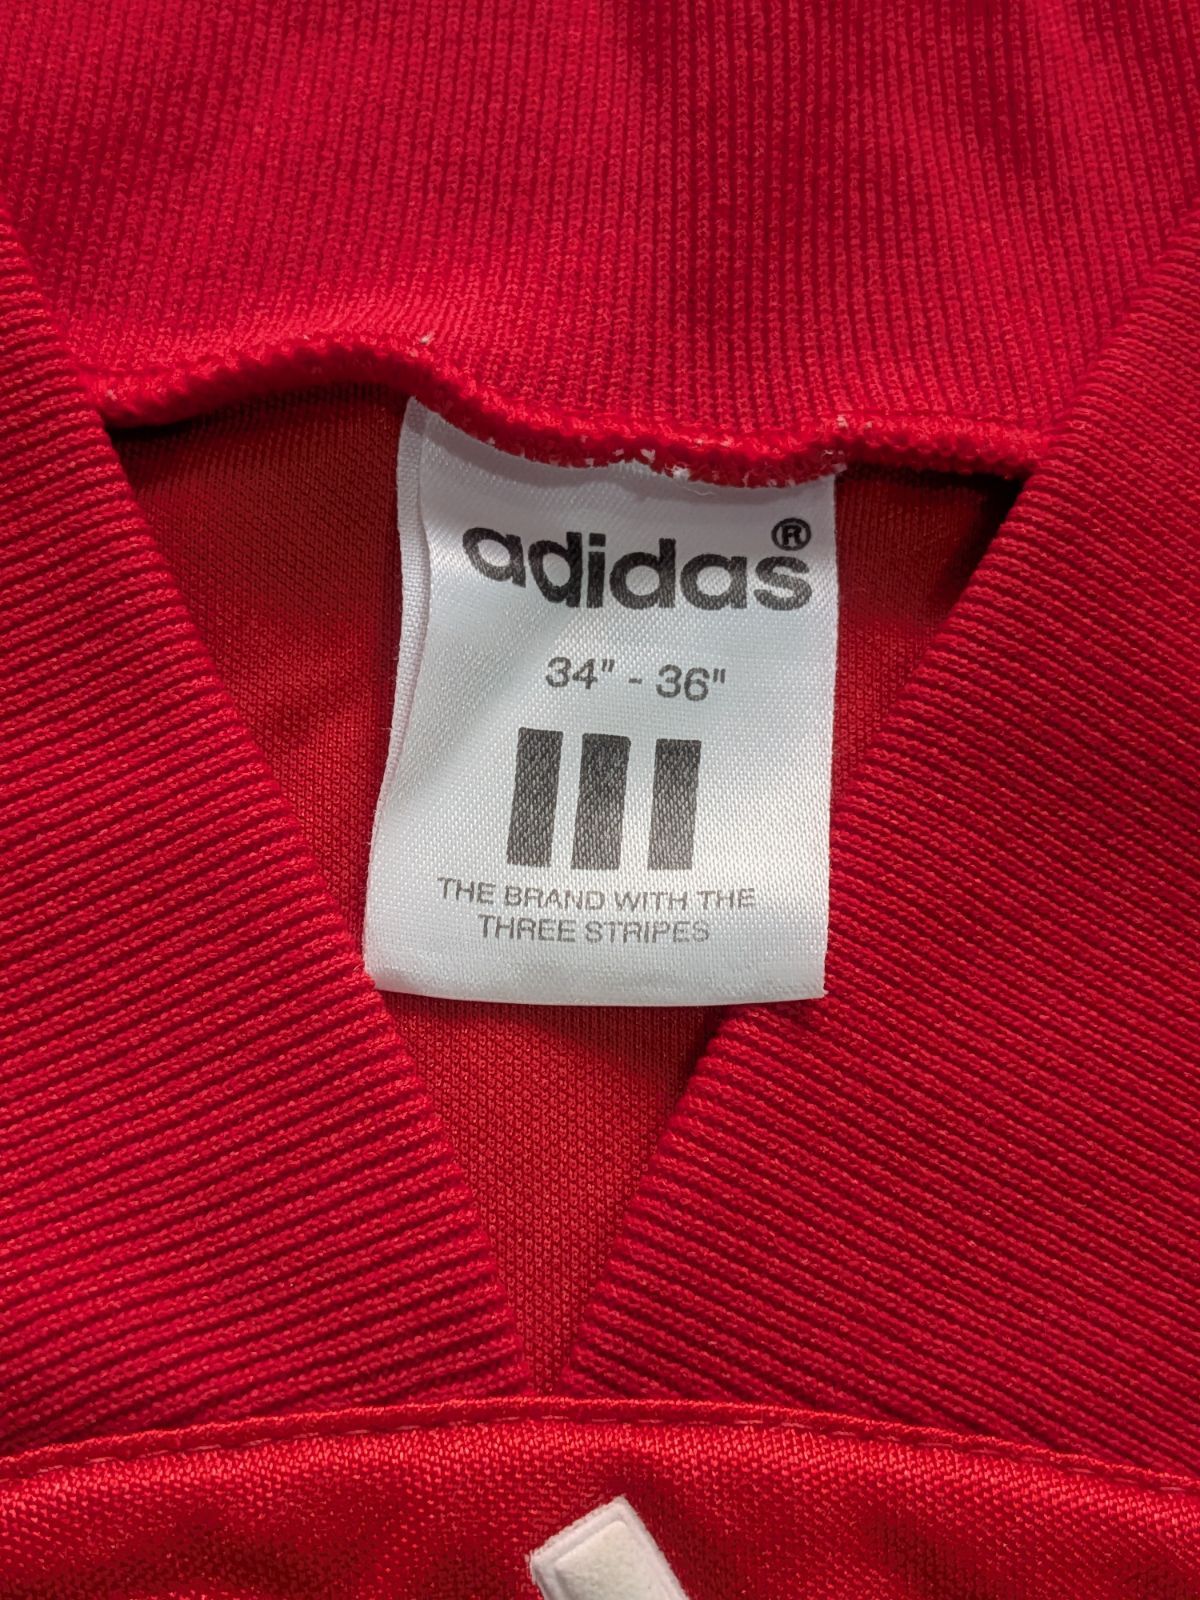 adidas®
34" - 36"
THE BRAND WITH THE
THREE STRIPES